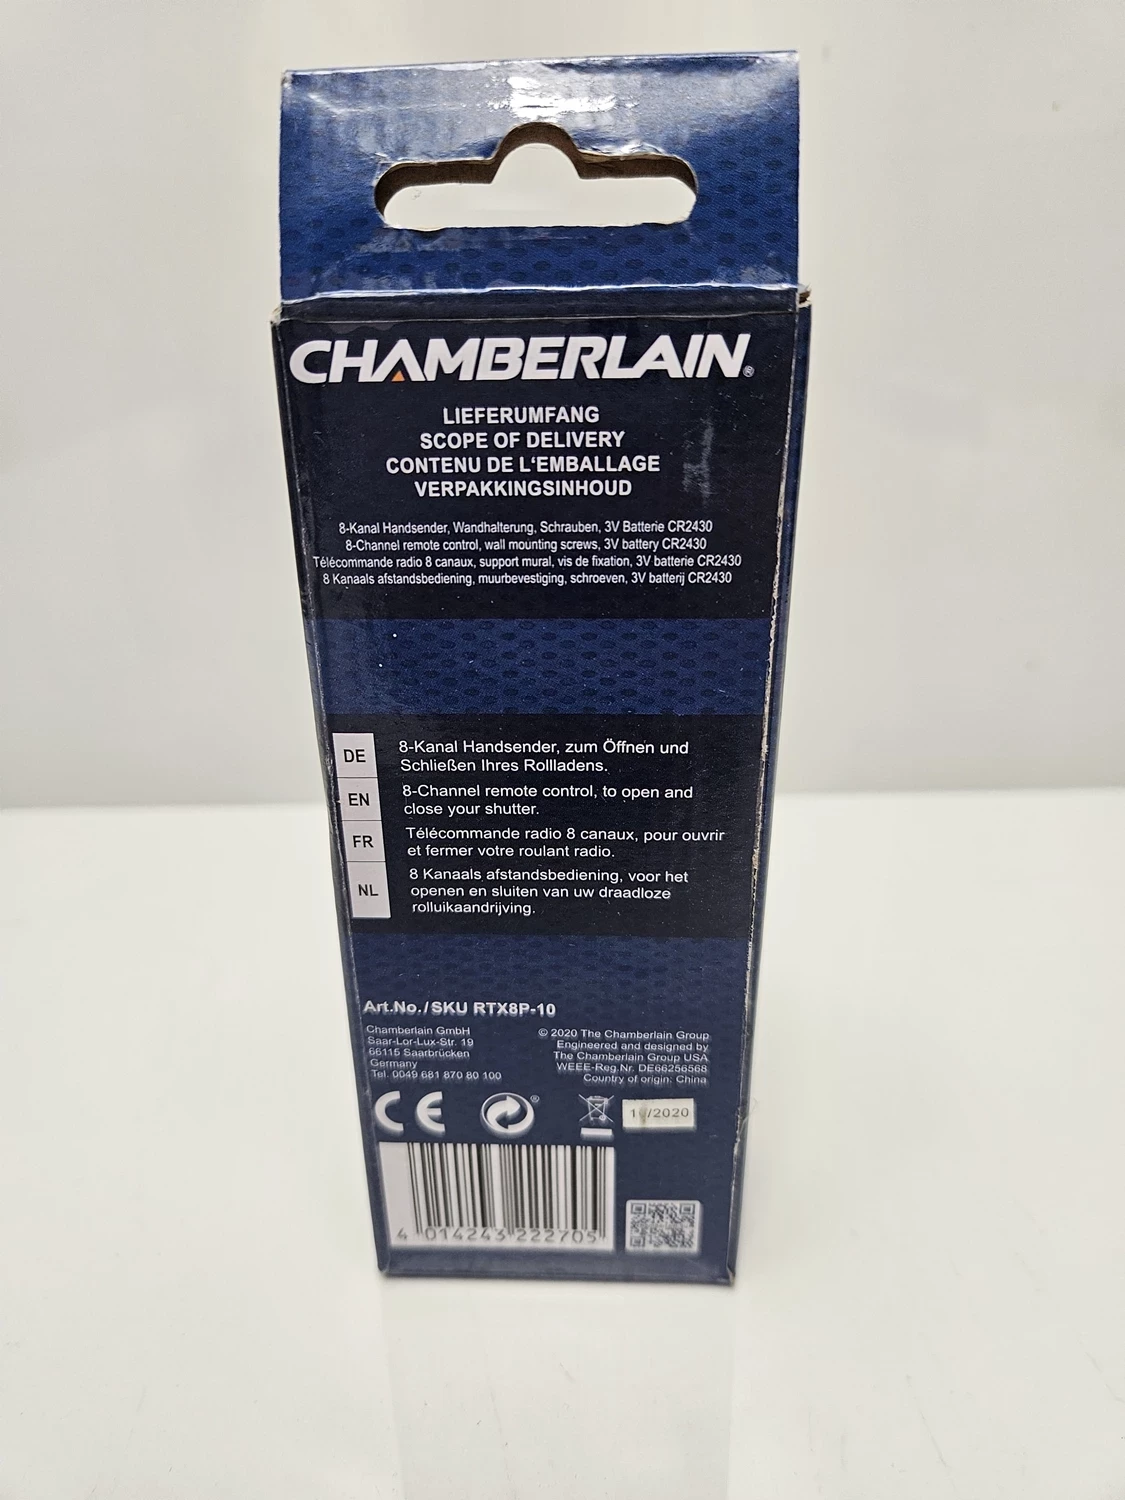 CHAMBERLAIN®
LIEFERUMFANG
SCOPE OF DELIVERY
CONTENU DE L'EMBALLAGE
VERPAKKINGSINHOUD
8-Kanal Handsender, Wandhalterung, Schrauben, 3V Batterie CR2430
8-Channel remote control, wall mounting screws, 3V battery CR2430
Télécommande radio 8 canaux, support mural, vis de fixation, 3V batterie CR2430
8 Kanaals afstandsbediening, muurbevestiging, schroeven, 3V batterij CR2430
DE
8-Kanal Handsender, zum Öffnen und
Schließen Ihres Rollladens.
EN
8-Channel remote control, to open and
close your shutter.
FR
Télécommande radio 8 canaux, pour ouvrir
et fermer votre roulant radio.
NL
8 Kanaals afstandsbediening, voor het
openen en sluiten van uw draadloze
rolluikaandrijving.
Art.No./SKU RTX8P-10
Chamberlain GmbH
Saar-Lor-Lux-Str. 19
66115 Saarbrücken
Germany
Tel. 0049 681 870 80 100
© 2020 The Chamberlain Group
Engineered and designed by
The Chamberlain Group USA
WEEE-Reg.Nr. DE66256568
Country of origin: China
CE
®
/2020
4 014243 222705